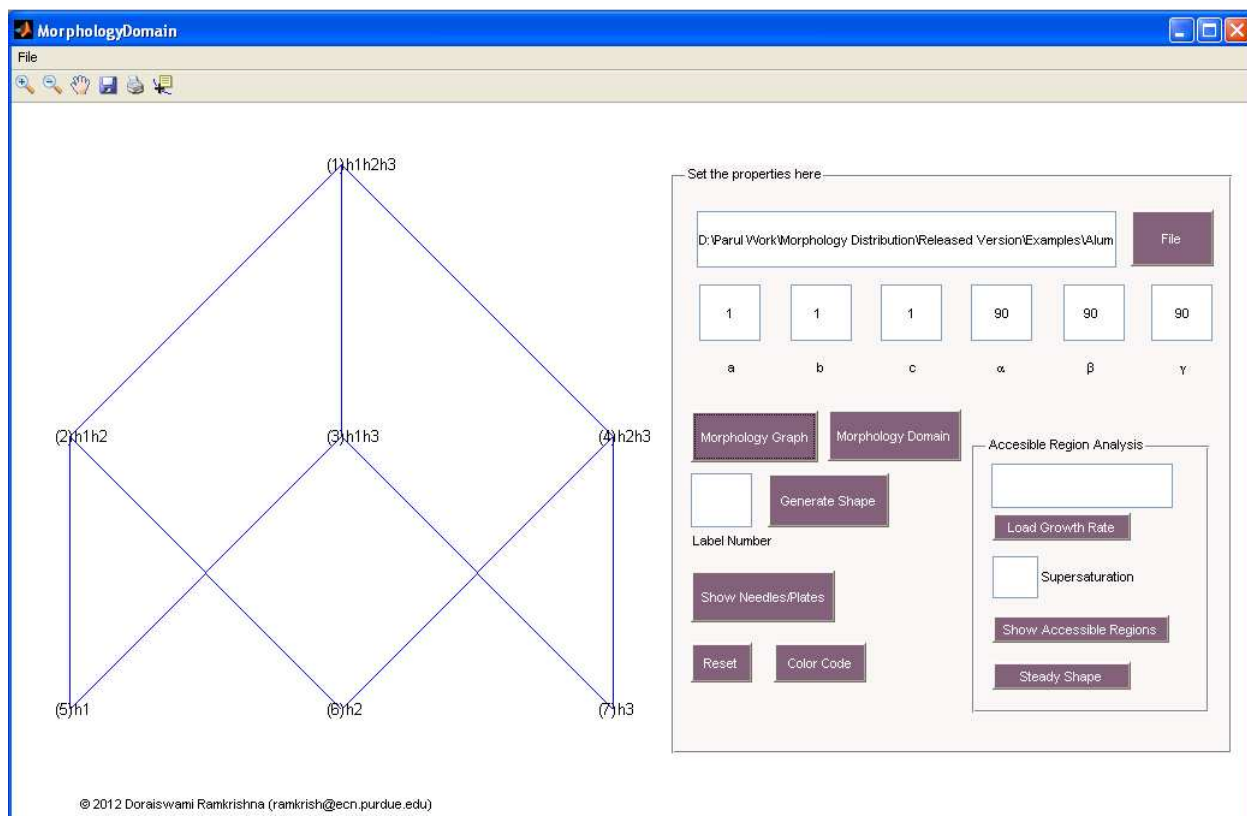 MorphologyDomain
File
(1)h1h2h3
(2)h1h2
(3)h1h3
(4)h2h3
(5)h1
(6)h2
(7)h3
© 2012 Doraiswami Ramkrishna (ramkrish@ecn.purdue.edu)
Set the properties here
D:\Parul Work\Morphology Distribution\Released Version\Examples\Alum
File
1 1 1 90 90 90
a b c α β γ
Morphology Graph
Morphology Domain
Generate Shape
Label Number
Show Needles/Plates
Reset
Color Code
Accesible Region Analysis
Load Growth Rate
Supersaturation
Show Accessible Regions
Steady Shape